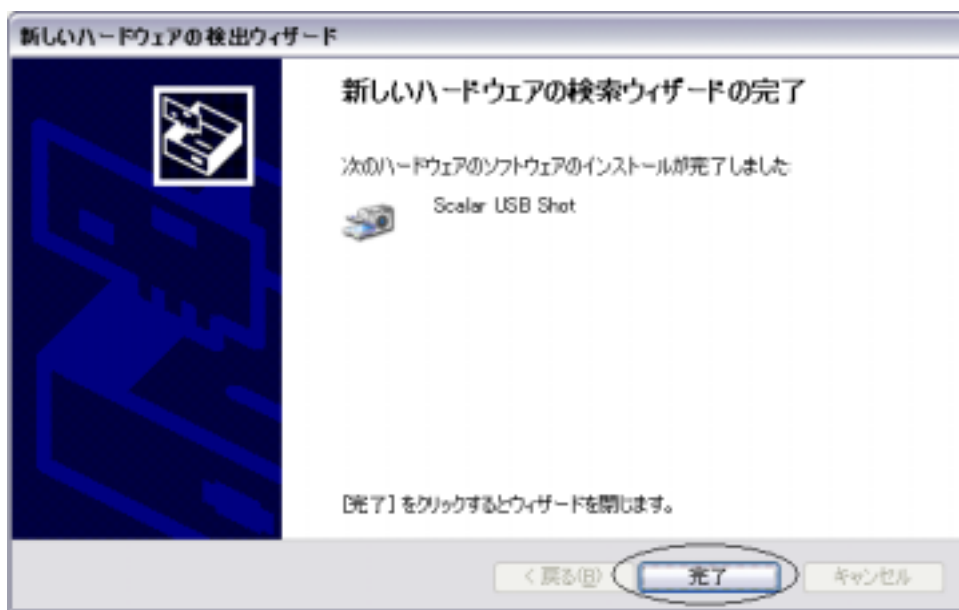 新しいハードウェアの検出ウィザード
新しいハードウェアの検索ウィザードの完了
次のハードウェアのソフトウェアのインストールが完了しました:
Scalar USB Shot
[完了] をクリックするとウィザードを閉じます。
< 戻る(B)
完了
キャンセル